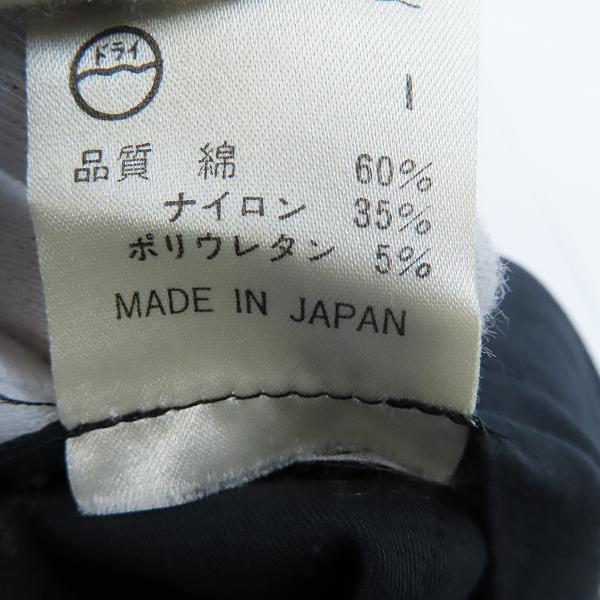 ドライ
I
品質 綿 60%
ナイロン 35%
ポリウレタン 5%
MADE IN JAPAN